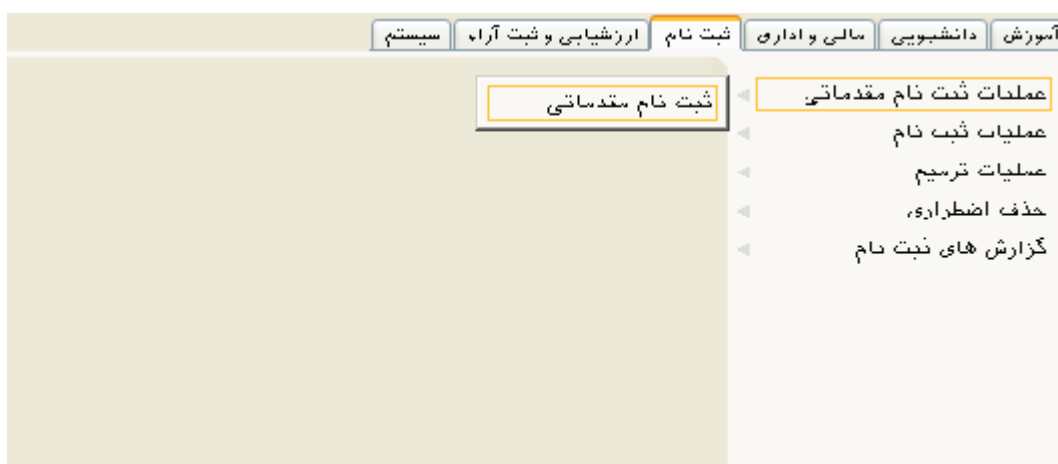 آموزش دانشجویی مالی و اداری ثبت نام ارزشیابی و ثبت آراء سیستم
عملیات ثبت نام مقدماتی
ثبت نام مقدماتی
عملیات ثبت نام
عملیات ترمیم
حذف اضطراری
گزارش های ثبت نام